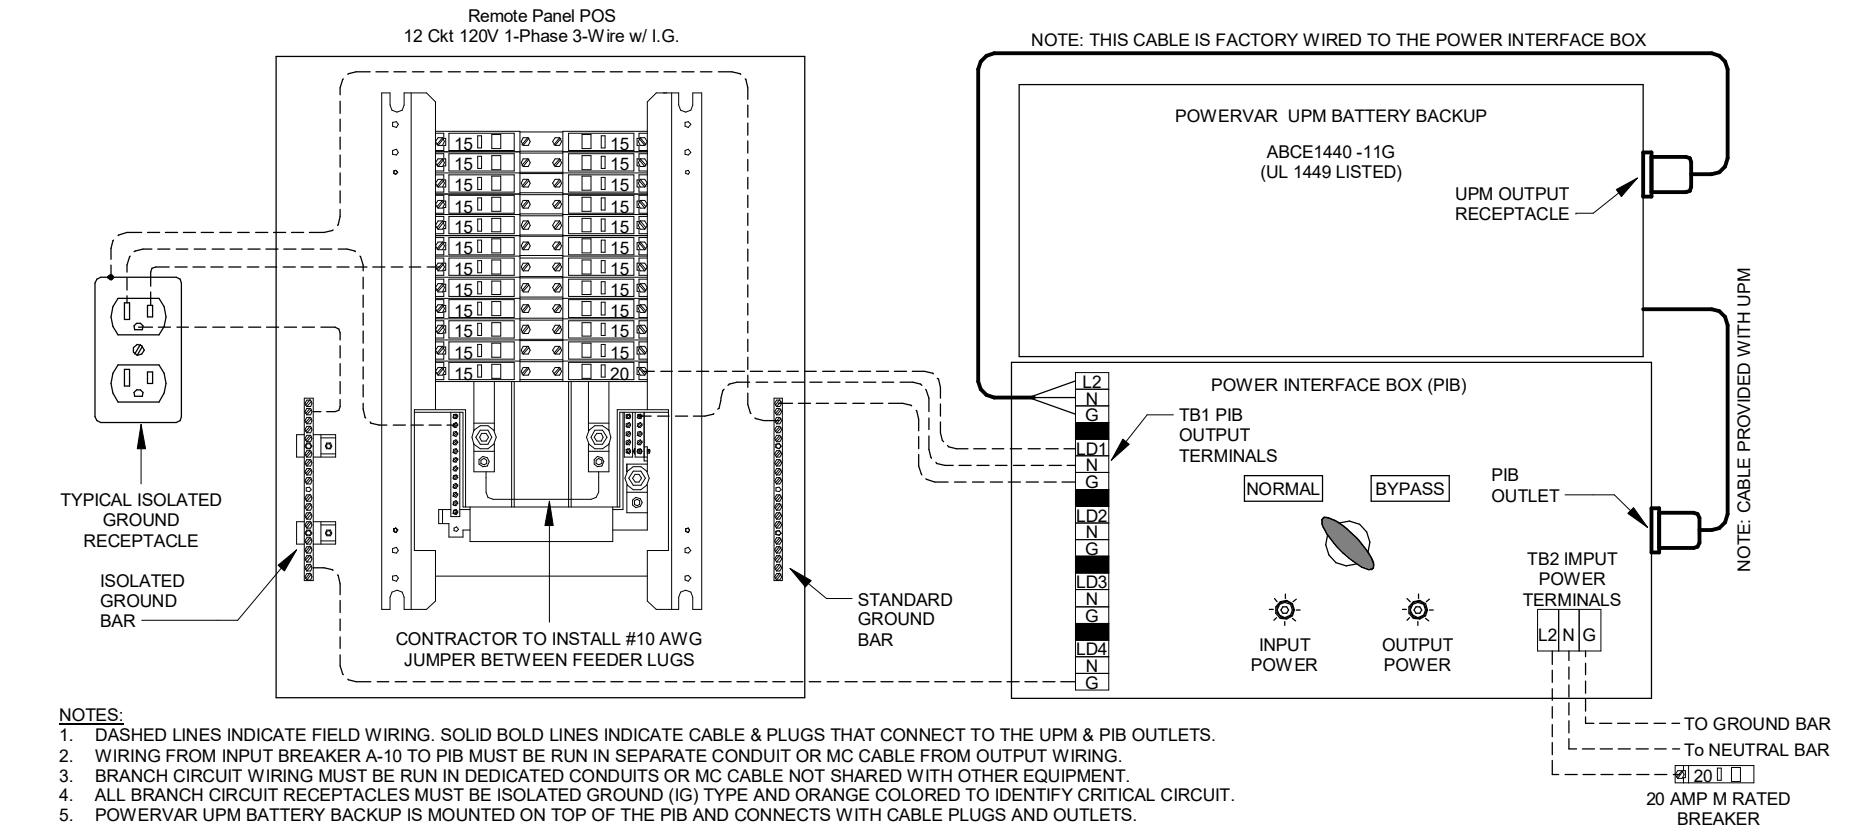 Remote Panel POS
12 Ckt 120V 1-Phase 3-Wire w/ I.G.
NOTE: THIS CABLE IS FACTORY WIRED TO THE POWER INTERFACE BOX
POWERVAR UPM BATTERY BACKUP
ABCE1440 -11G
(UL 1449 LISTED)
UPM OUTPUT
RECEPTACLE
NOTE: CABLE PROVIDED WITH UPM
15 15
15 15
15 15
15 15
15 15
15 15
15 15
15 15
15 15
15 15
15 15
15 20
TYPICAL ISOLATED
GROUND
RECEPTACLE
ISOLATED
GROUND
BAR
CONTRACTOR TO INSTALL #10 AWG
JUMPER BETWEEN FEEDER LUGS
STANDARD
GROUND
BAR
POWER INTERFACE BOX (PIB)
L2
N
G
LD1
N
G
LD2
N
G
LD3
N
G
LD4
N
G
TB1 PIB
OUTPUT
TERMINALS
NORMAL
BYPASS
PIB
OUTLET
INPUT
POWER
OUTPUT
POWER
TB2 IMPUT
POWER
TERMINALS
L2 N G
TO GROUND BAR
To NEUTRAL BAR
20
20 AMP M RATED
BREAKER
NOTES:
1. DASHED LINES INDICATE FIELD WIRING. SOLID BOLD LINES INDICATE CABLE & PLUGS THAT CONNECT TO THE UPM & PIB OUTLETS.
2. WIRING FROM INPUT BREAKER A-10 TO PIB MUST BE RUN IN SEPARATE CONDUIT OR MC CABLE FROM OUTPUT WIRING.
3. BRANCH CIRCUIT WIRING MUST BE RUN IN DEDICATED CONDUITS OR MC CABLE NOT SHARED WITH OTHER EQUIPMENT.
4. ALL BRANCH CIRCUIT RECEPTACLES MUST BE ISOLATED GROUND (IG) TYPE AND ORANGE COLORED TO IDENTIFY CRITICAL CIRCUIT.
5. POWERVAR UPM BATTERY BACKUP IS MOUNTED ON TOP OF THE PIB AND CONNECTS WITH CABLE PLUGS AND OUTLETS.